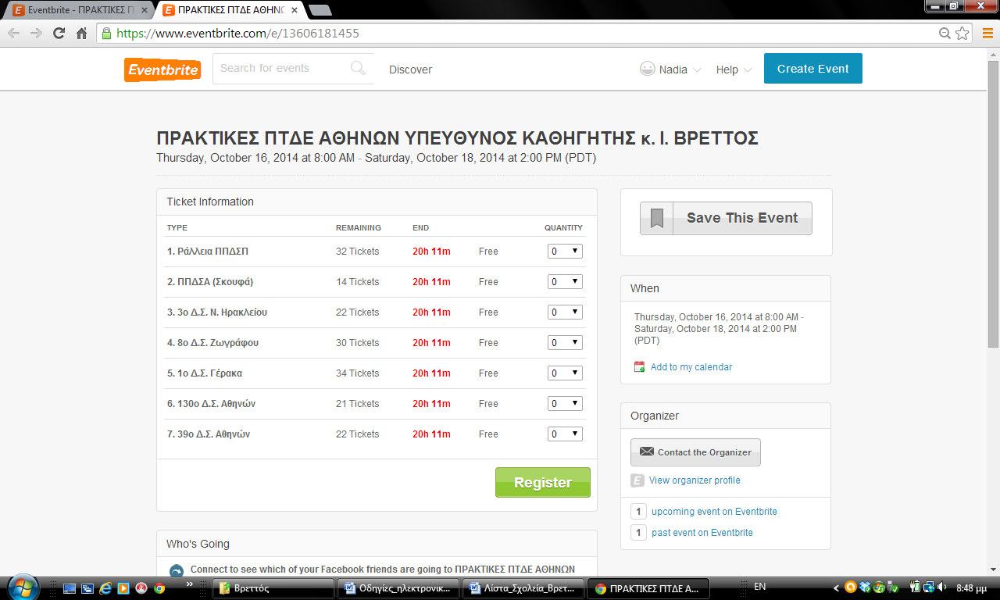 Eventbrite - ΠΡΑΚΤΙΚΕΣ Π
ΠΡΑΚΤΙΚΕΣ ΠΤΔΕ ΑΘΗΝΩ
https://www.eventbrite.com/e/13606181455
Eventbrite
Search for events
Discover
Nadia
Help
Create Event
ΠΡΑΚΤΙΚΕΣ ΠΤΔΕ ΑΘΗΝΩΝ ΥΠΕΥΘΥΝΟΣ ΚΑΘΗΓΗΤΗΣ κ. Ι. ΒΡΕΤΤΟΣ
Thursday, October 16, 2014 at 8:00 AM - Saturday, October 18, 2014 at 2:00 PM (PDT)
Ticket Information
TYPE REMAINING END QUANTITY
1. Ράλλεια ΠΠΔΣΠ 32 Tickets 20h 11m Free 0
2. ΠΠΔΣΑ (Σκουφά) 14 Tickets 20h 11m Free 0
3. 3ο Δ.Σ. Ν. Ηρακλείου 22 Tickets 20h 11m Free 0
4. 8ο Δ.Σ. Ζωγράφου 30 Tickets 20h 11m Free 0
5. 1ο Δ.Σ. Γέρακα 34 Tickets 20h 11m Free 0
6. 130ο Δ.Σ. Αθηνών 21 Tickets 20h 11m Free 0
7. 39ο Δ.Σ. Αθηνών 22 Tickets 20h 11m Free 0
Register
Who's Going
Connect to see which of your Facebook friends are going to ΠΡΑΚΤΙΚΕΣ ΠΤΔΕ ΑΘΗΝΩΝ
Save This Event
When
Thursday, October 16, 2014 at 8:00 AM -
Saturday, October 18, 2014 at 2:00 PM
(PDT)
Add to my calendar
Organizer
Contact the Organizer
View organizer profile
1 upcoming event on Eventbrite
1 past event on Eventbrite
Βρεττός
Οδηγίες_ηλεκτρονικ...
Λίστα_Σχολεία_Βρετ...
ΠΡΑΚΤΙΚΕΣ ΠΤΔΕ Α...
EN
8:48 μμ